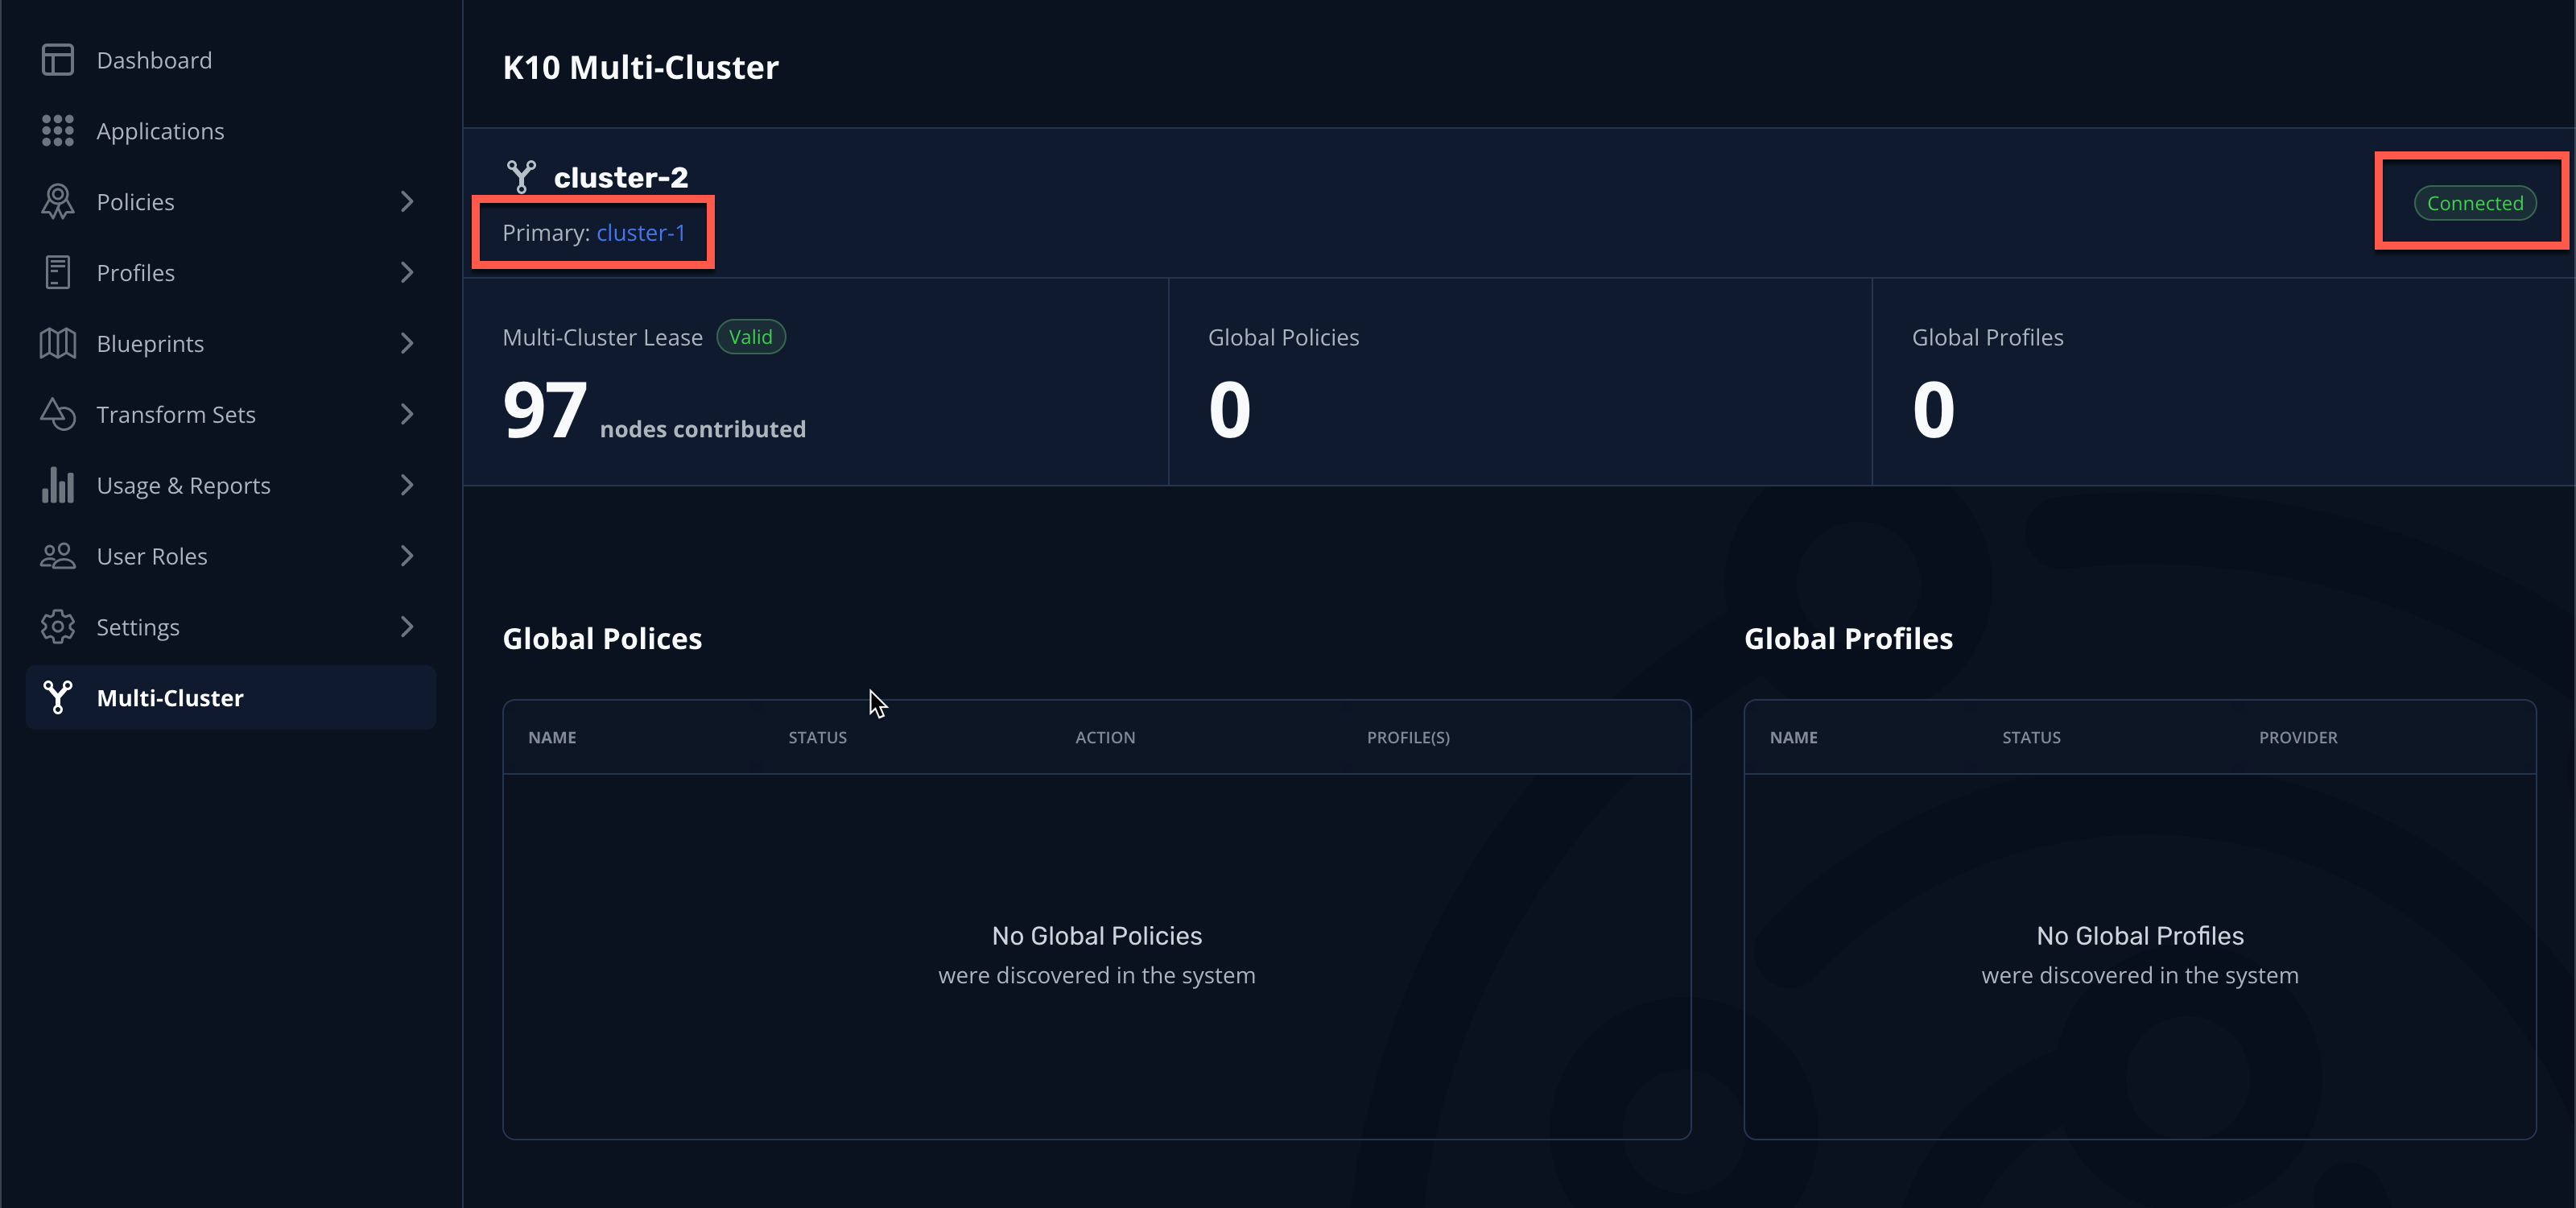 Dashboard
Applications
Policies
Profiles
Blueprints
Transform Sets
Usage & Reports
User Roles
Settings
Multi-Cluster
K10 Multi-Cluster
cluster-2
Primary: cluster-1
Connected
Multi-Cluster Lease Valid
97 nodes contributed
Global Policies
0
Global Profiles
0
Global Polices
NAME STATUS ACTION PROFILE(S)
No Global Policies
were discovered in the system
Global Profiles
NAME STATUS PROVIDER
No Global Profiles
were discovered in the system